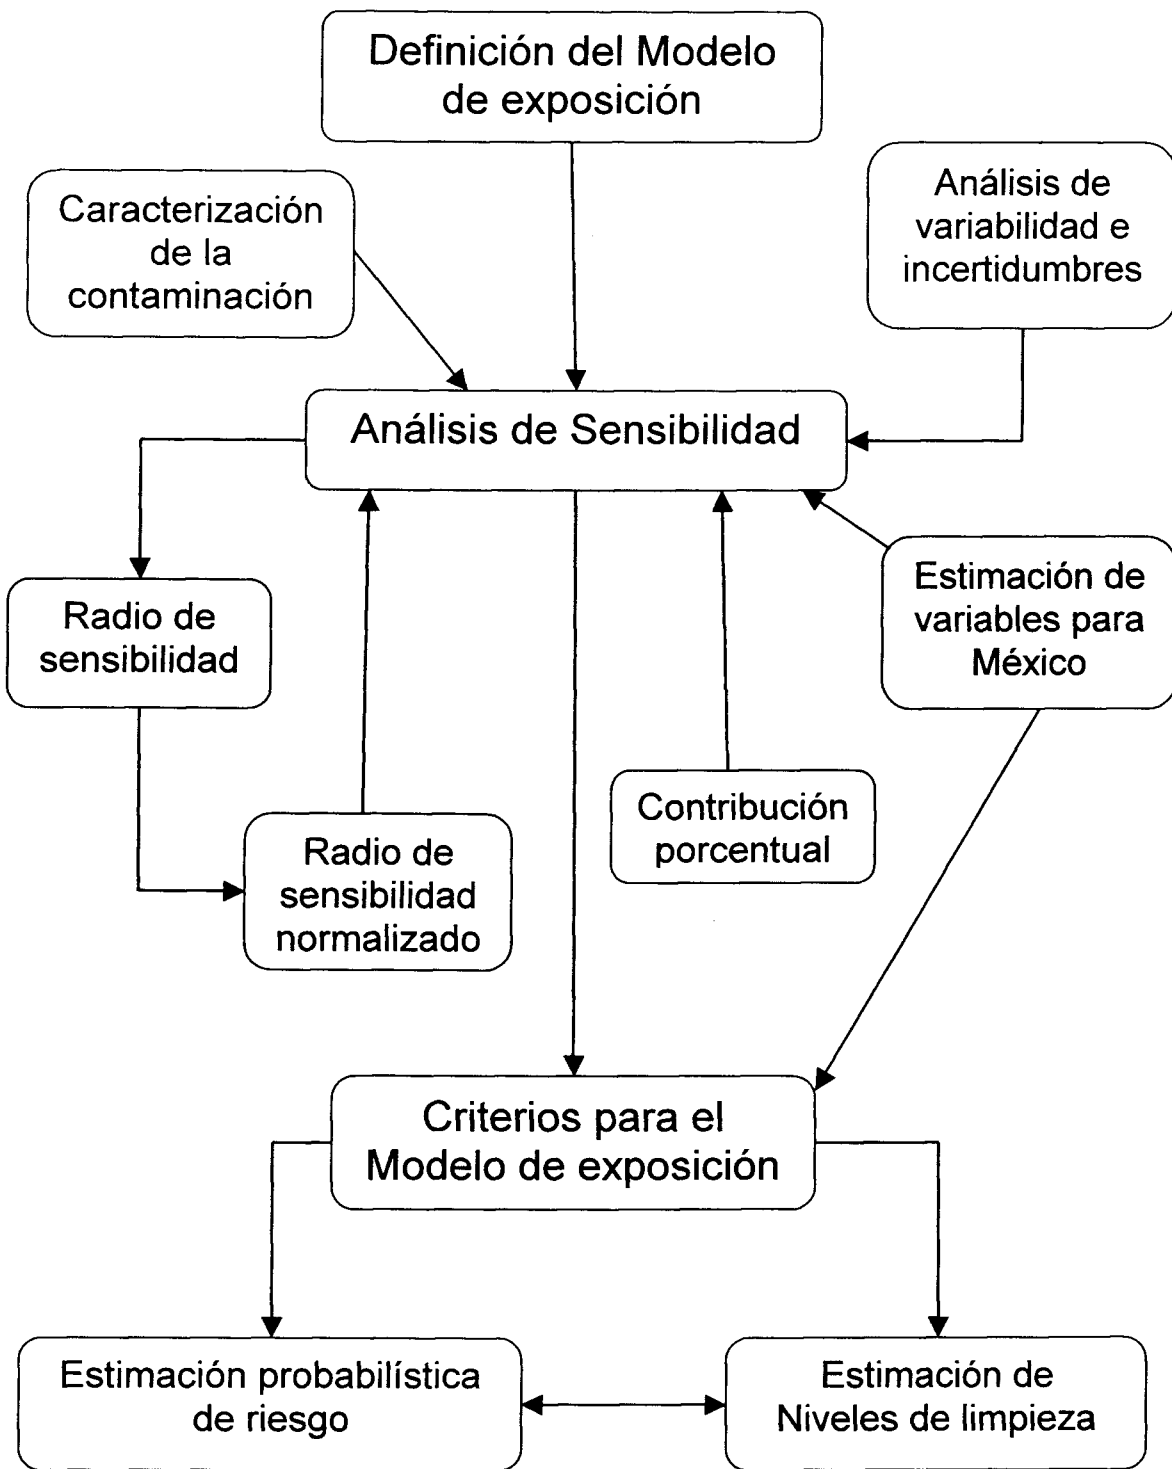 Definición del Modelo
de exposición
Caracterización
de la
contaminación
Análisis de
variabilidad e
incertidumbres
Análisis de Sensibilidad
Radio de
sensibilidad
Estimación de
variables para
México
Contribución
porcentual
Radio de
sensibilidad
normalizado
Criterios para el
Modelo de exposición
Estimación probabilística
de riesgo
Estimación de
Niveles de limpieza